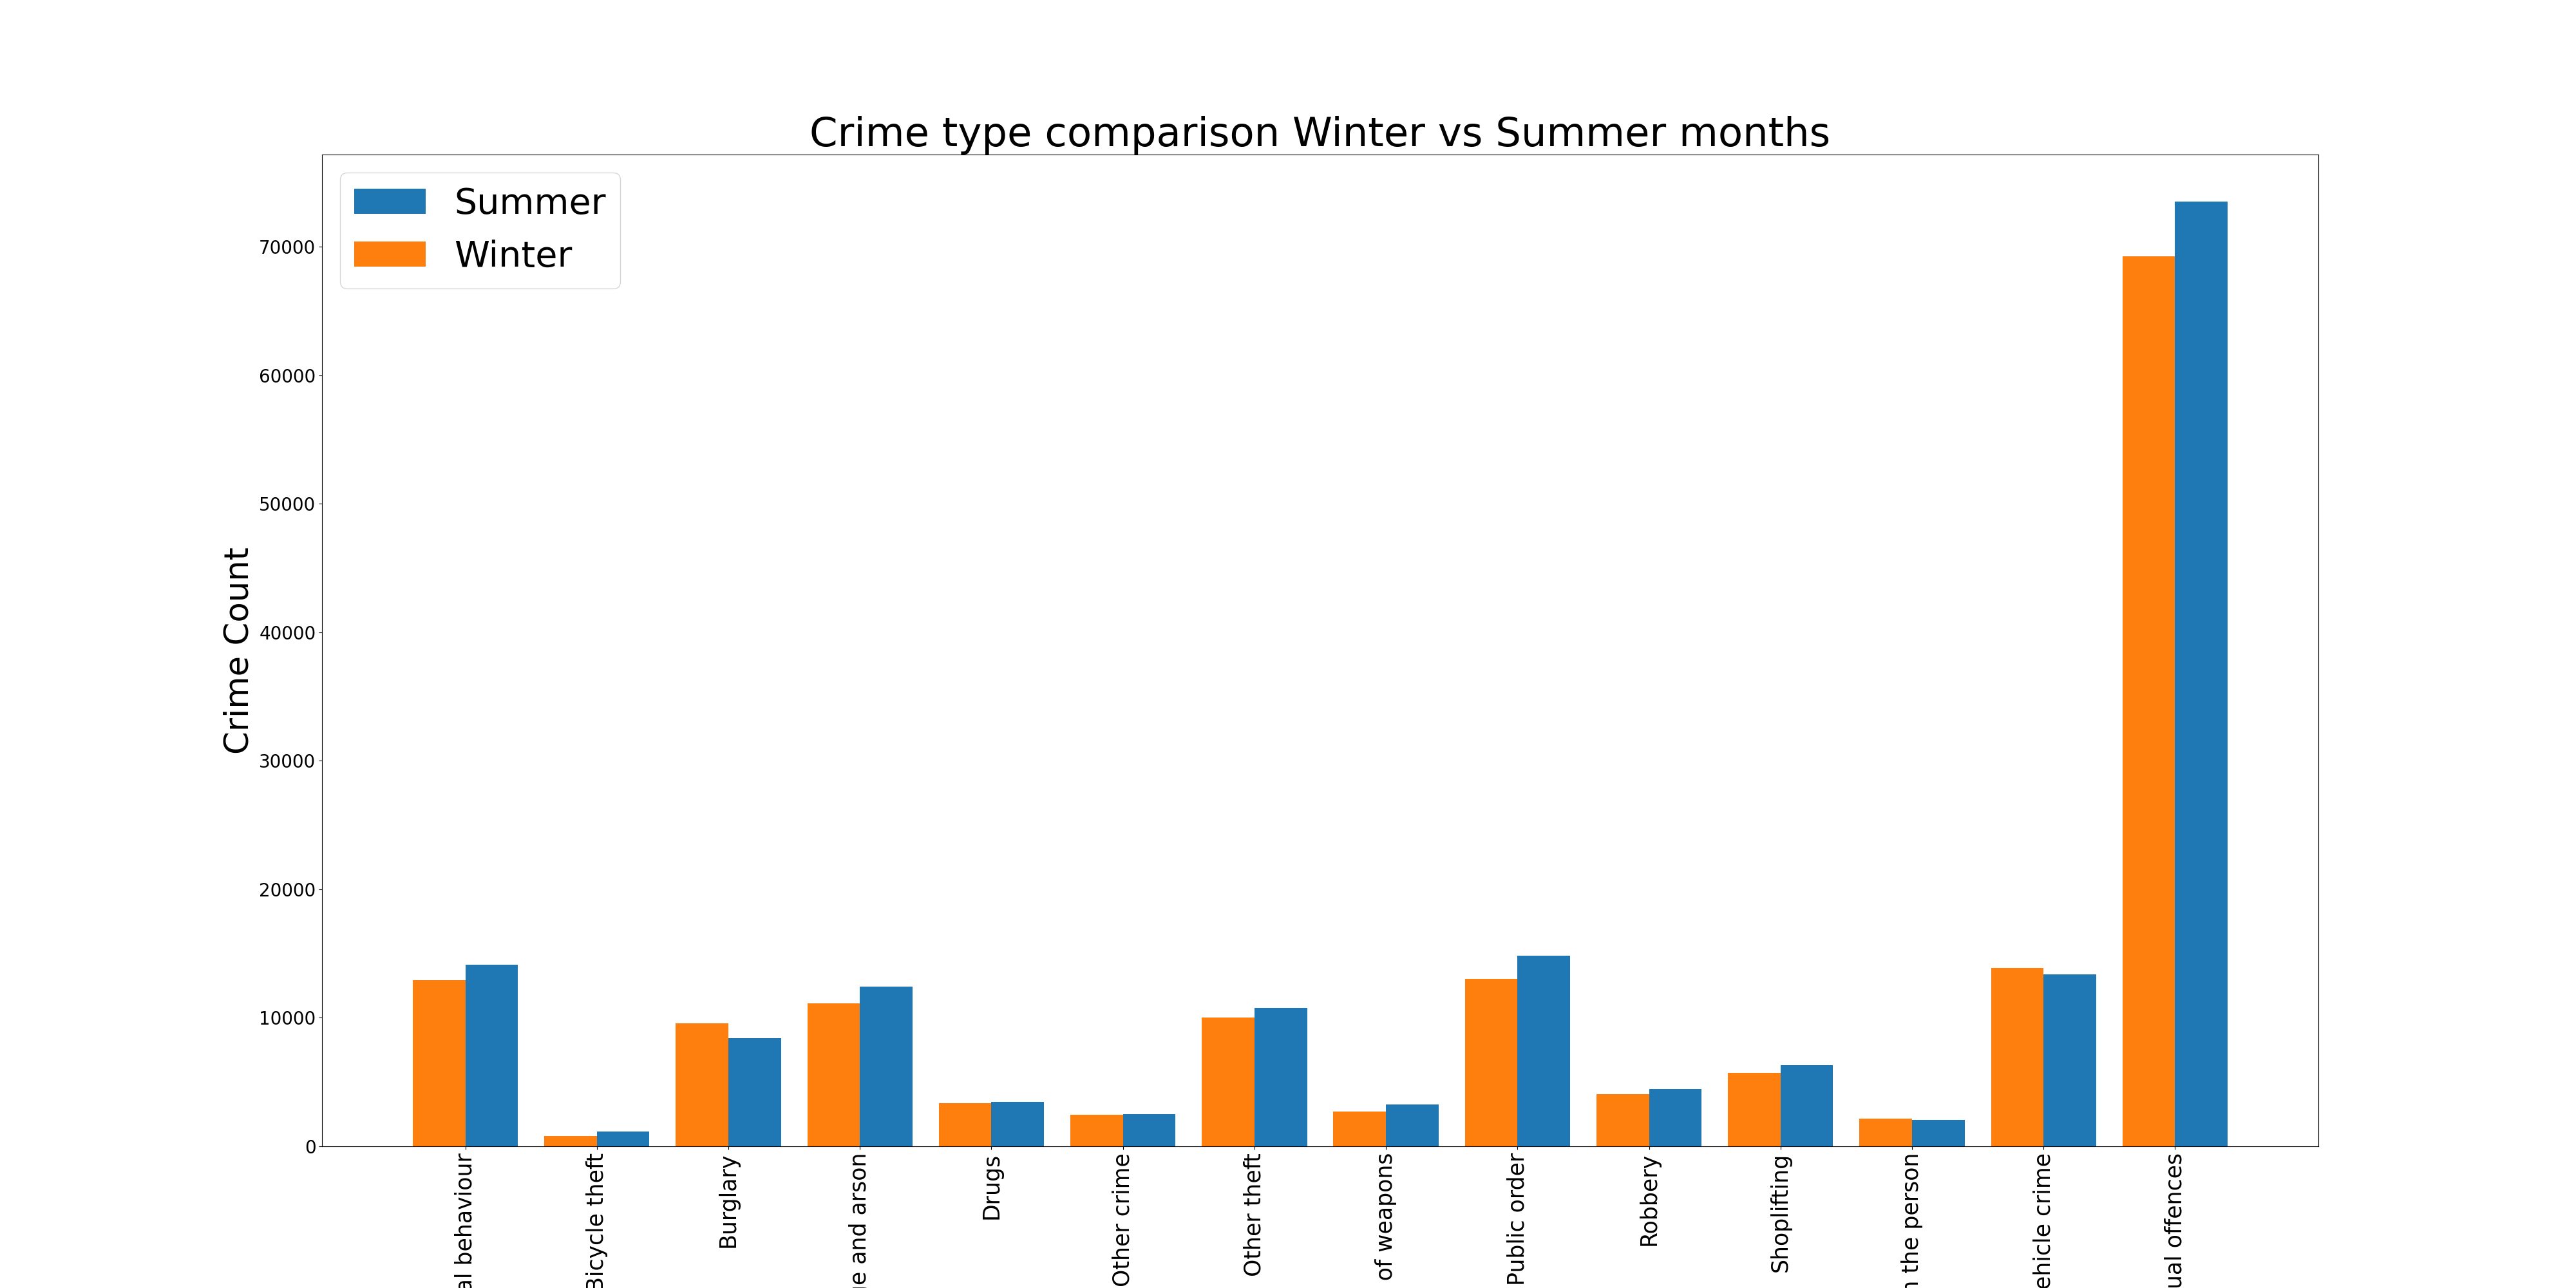 Crime type comparison Winter vs Summer months
Summer
Winter
Crime Count
70000
60000
50000
40000
30000
20000
10000
0
al behaviour
Bicycle theft
Burglary
e and arson
Drugs
Other crime
Other theft
of weapons
Public order
Robbery
Shoplifting
the person
ehicle crime
ual offences